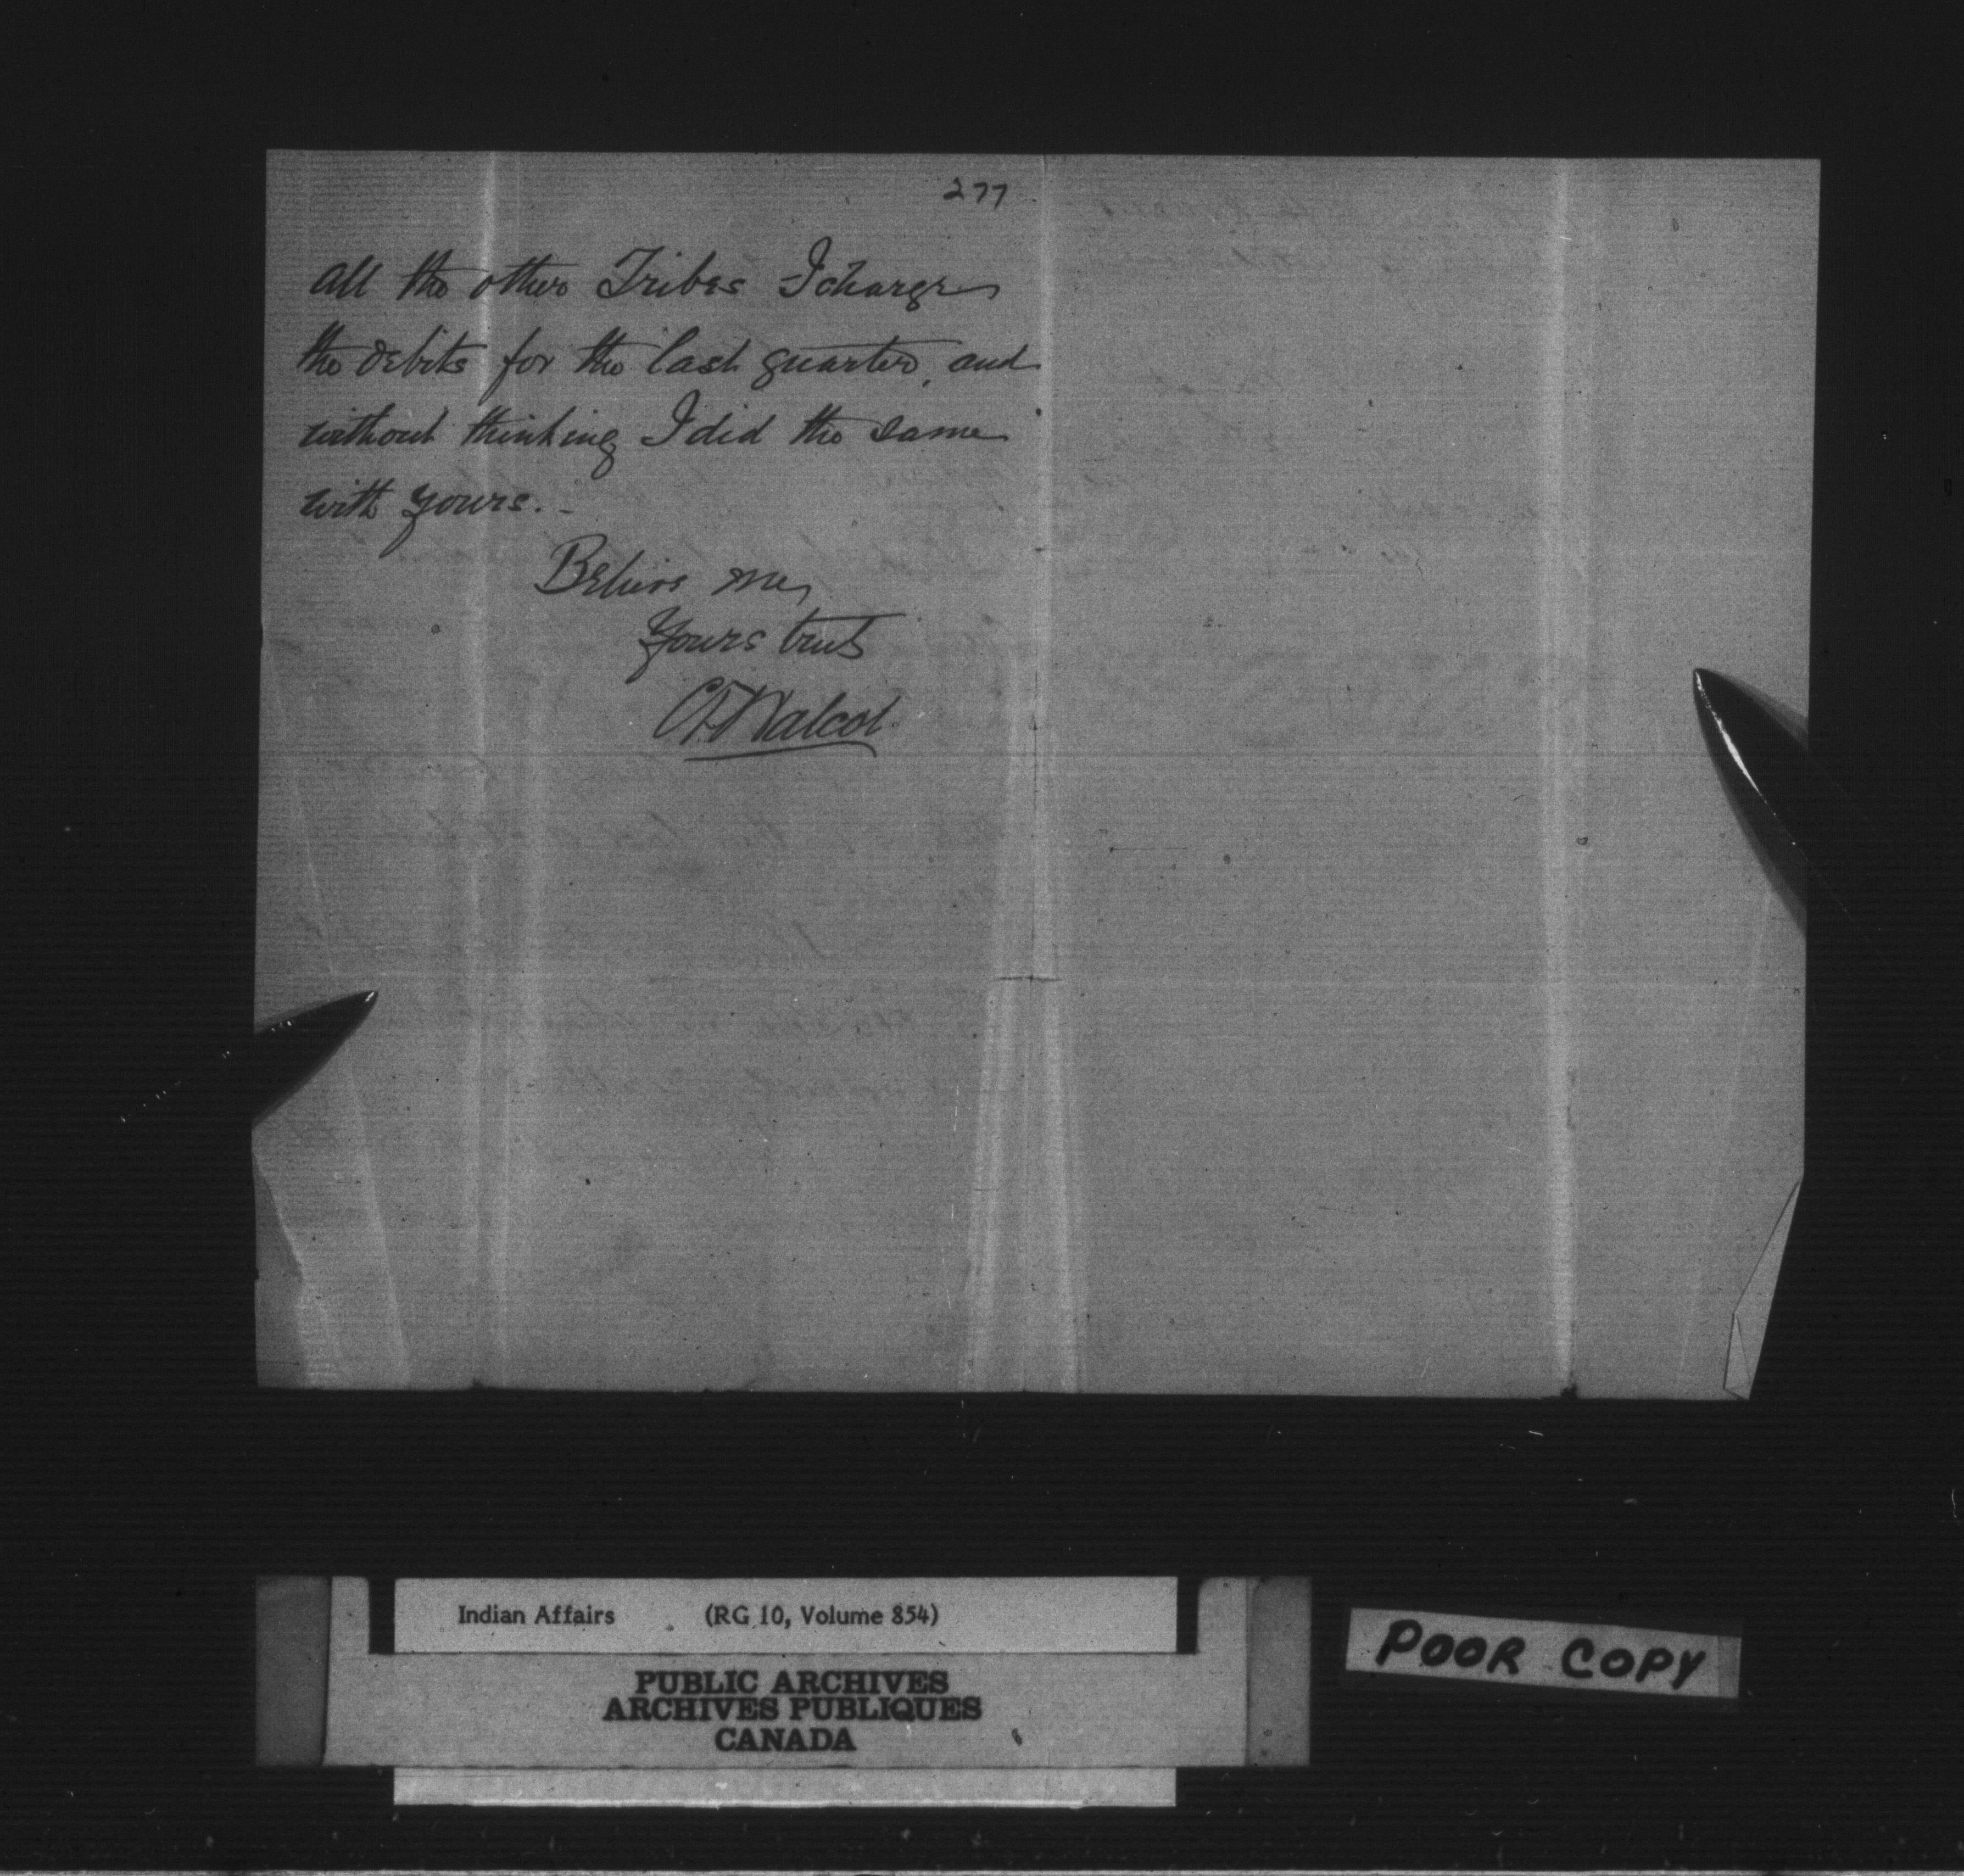 277
all the other Tribes I charge
the debits for the last quarter, and
without thinking I did the same
with yours. -
Believe me,
Yours truly
C. T. Walcot.
Indian Affairs (RG 10, Volume 854)
PUBLIC ARCHIVES
ARCHIVES PUBLIQUES
CANADA
POOR COPY